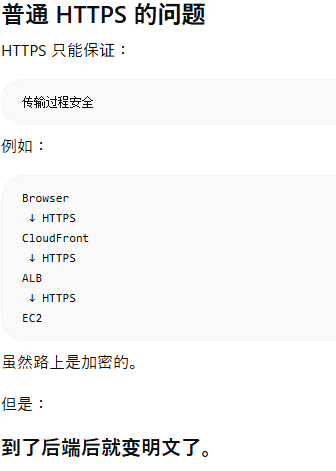 普通 HTTPS 的问题
HTTPS 只能保证：
传输过程安全
例如：
Browser
↓ HTTPS
CloudFront
↓ HTTPS
ALB
↓ HTTPS
EC2
虽然路上是加密的。
但是：
到了后端后就变明文了。